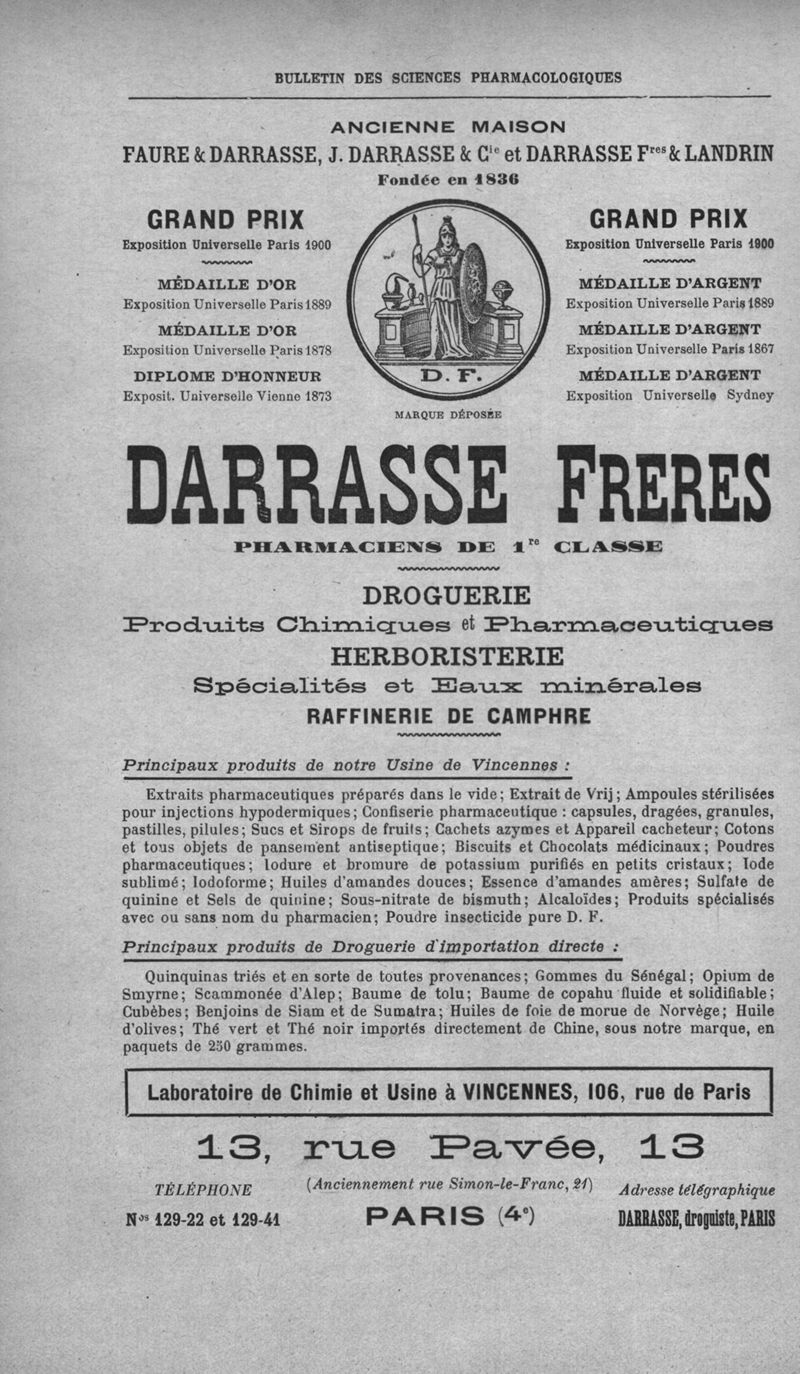 BULLETIN DES SCIENCES PHARMACOLOGIQUES
ANCIENNE MAISON
FAURE & DARRASSE, J. DARRASSE & Cie et DARRASSE Fres & LANDRIN
Fondée en 1836
GRAND PRIX
Exposition Universelle Paris 1900
MÉDAILLE D'OR
Exposition Universelle Paris 1889
MÉDAILLE D'OR
Exposition Universelle Paris 1878
DIPLOME D'HONNEUR
Exposit. Universelle Vienne 1873
D. F.
MARQUE DÉPOSÉE
GRAND PRIX
Exposition Universelle Paris 1900
MÉDAILLE D'ARGENT
Exposition Universelle Paris 1889
MÉDAILLE D'ARGENT
Exposition Universelle Paris 1867
MÉDAILLE D'ARGENT
Exposition Universelle Sydney
DARRASSE FRERES
PHARMACIENS DE 1re CLASSE
DROGUERIE
Produits Chimiques et Pharmaceutiques
HERBORISTERIE
Spécialités et Eaux minérales
RAFFINERIE DE CAMPHRE
Principaux produits de notre Usine de Vincennes :
Extraits pharmaceutiques préparés dans le vide; Extrait de Vrij; Ampoules stérilisées
pour injections hypodermiques; Confiserie pharmaceutique : capsules, dragées, granules,
pastilles, pilules; Sucs et Sirops de fruits; Cachets azymes et Appareil cacheteur; Cotons
et tous objets de pansement antiseptique; Biscuits et Chocolats médicinaux; Poudres
pharmaceutiques; Iodure et bromure de potassium purifiés en petits cristaux; Iode
sublimé; Iodoforme; Huiles d'amandes douces; Essence d'amandes amères; Sulfate de
quinine et Sels de quinine; Sous-nitrate de bismuth; Alcaloïdes; Produits spécialisés
avec ou sans nom du pharmacien; Poudre insecticide pure D. F.
Principaux produits de Droguerie d'importation directe :
Quinquinas triés et en sorte de toutes provenances; Gommes du Sénégal; Opium de
Smyrne; Scammonée d'Alep; Baume de tolu; Baume de copahu fluide et solidifiable;
Cubèbes; Benjoins de Siam et de Sumatra; Huiles de foie de morue de Norvège; Huile
d'olives; Thé vert et Thé noir importés directement de Chine, sous notre marque, en
paquets de 250 grammes.
Laboratoire de Chimie et Usine à VINCENNES, 106, rue de Paris
13, rue Pavée, 13
(Anciennement rue Simon-le-Franc, 21)
TÉLÉPHONE
Nos 129-22 et 129-41
PARIS (4e)
Adresse télégraphique
DARRASSE, droguiste, PARIS